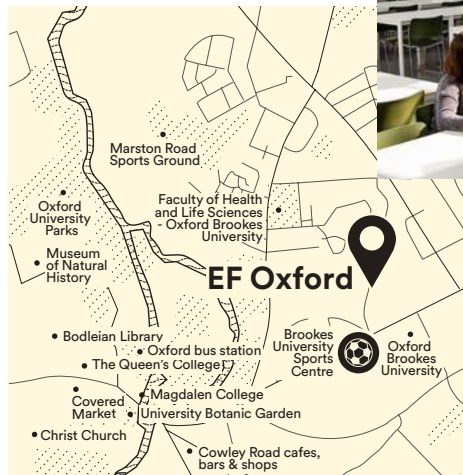 Marston Road
Sports Ground
Oxford
University
Parks
Faculty of Health
and Life Sciences
- Oxford Brookes
University
Museum
of Natural
History
EF Oxford
Brookes
University
Sports
Centre
Oxford
Brookes
University
Bodleian Library
Oxford bus station
The Queen's College
Magdalen College
Covered
Market
University Botanic Garden
Christ Church
Cowley Road cafes,
bars & shops